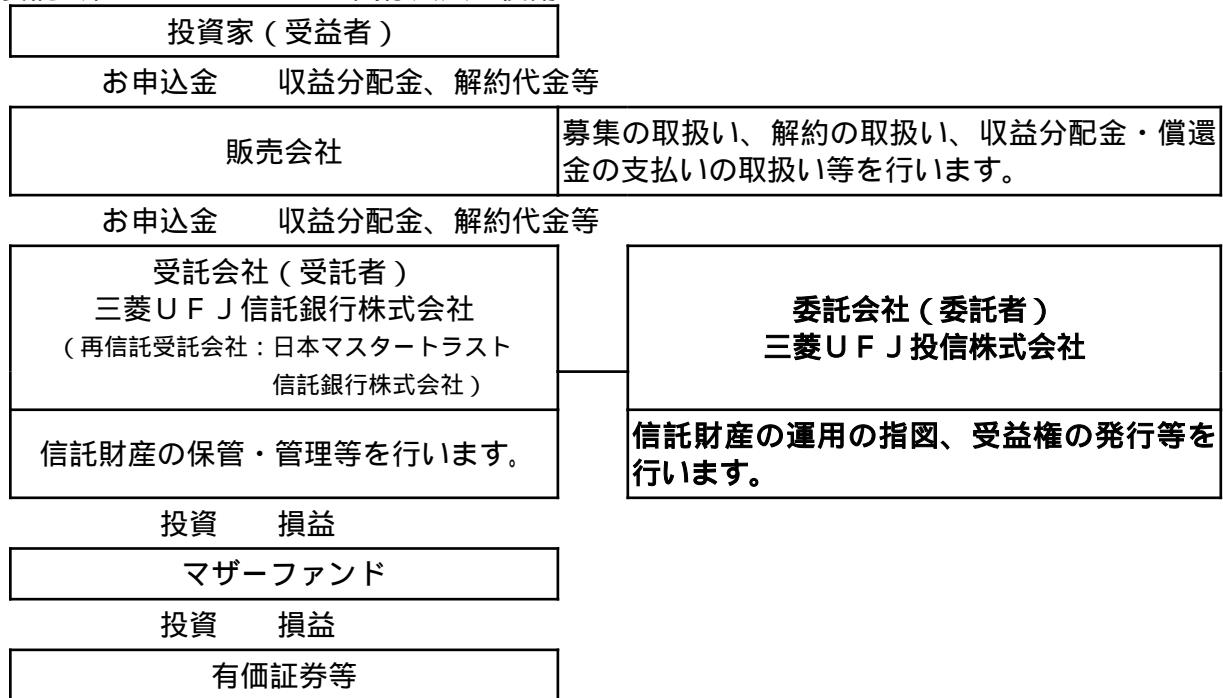 投資家(受益者)
お申込金 収益分配金、解約代金等
販売会社
募集の取扱い、解約の取扱い、収益分配金・償還
金の支払いの取扱い等を行います。
お申込金 収益分配金、解約代金等
受託会社(受託者)
三菱UFJ信託銀行株式会社
(再信託受託会社:日本マスタートラスト
信託銀行株式会社)
委託会社(委託者)
三菱UFJ投信株式会社
信託財産の保管・管理等を行います。
信託財産の運用の指図、受益権の発行等を
行います。
投資 損益
マザーファンド
投資 損益
有価証券等